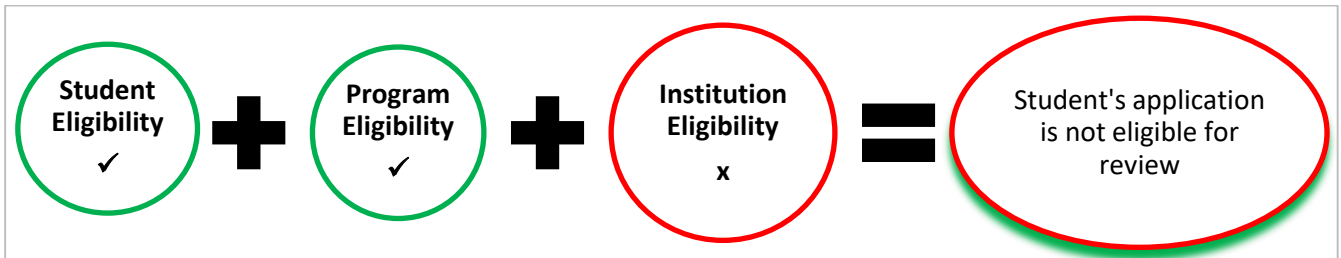 Student
Eligibility
✓
Program
Eligibility
✓
Institution
Eligibility
x
Student's application
is not eligible for
review